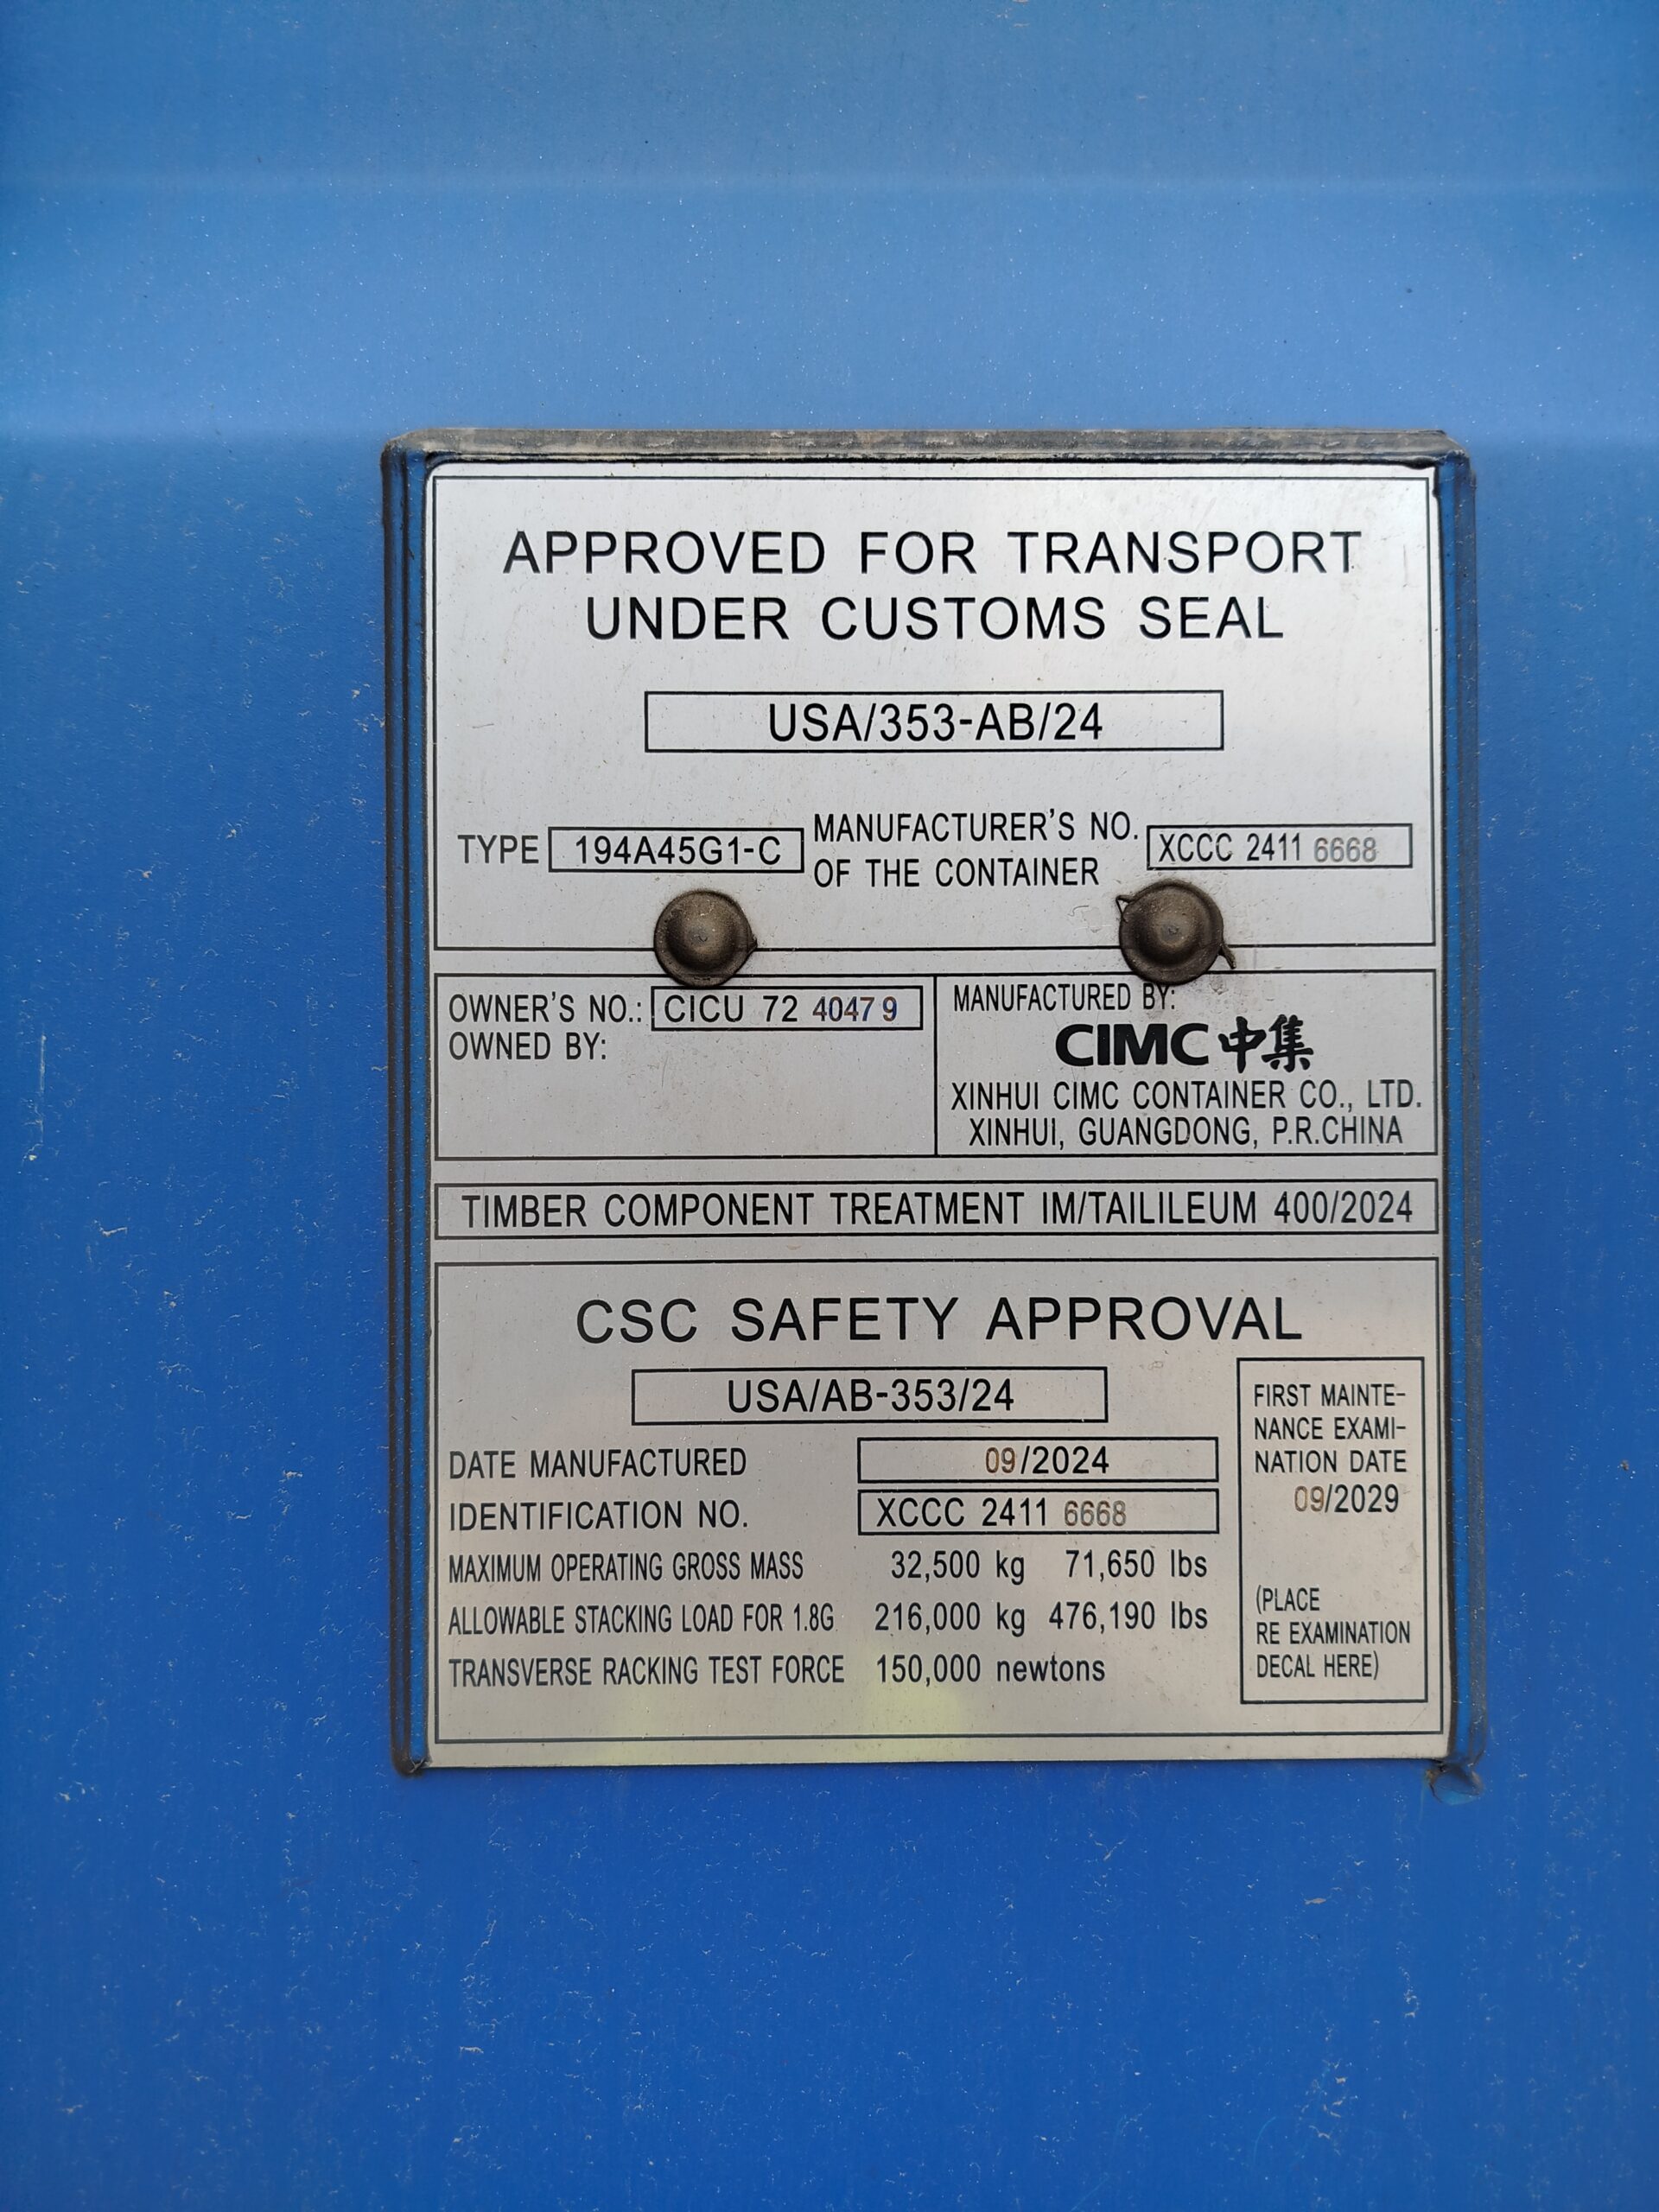 APPROVED FOR TRANSPORT
UNDER CUSTOMS SEAL
USA/353-AB/24
TYPE 194A45G1-C MANUFACTURER'S NO.
OF THE CONTAINER XCCC 2411 6668
OWNER'S NO.: CICU 72 40479
OWNED BY:
MANUFACTURED BY:
CIMC 中集
XINHUI CIMC CONTAINER CO., LTD.
XINHUI, GUANGDONG, P.R.CHINA
TIMBER COMPONENT TREATMENT IM/TAILILEUM 400/2024
CSC SAFETY APPROVAL
USA/AB-353/24
DATE MANUFACTURED 09/2024
IDENTIFICATION NO. XCCC 2411 6668
MAXIMUM OPERATING GROSS MASS 32,500 kg 71,650 lbs
ALLOWABLE STACKING LOAD FOR 1.8G 216,000 kg 476,190 lbs
TRANSVERSE RACKING TEST FORCE 150,000 newtons
FIRST MAINTE-
NANCE EXAMI-
NATION DATE
09/2029
(PLACE
RE EXAMINATION
DECAL HERE)